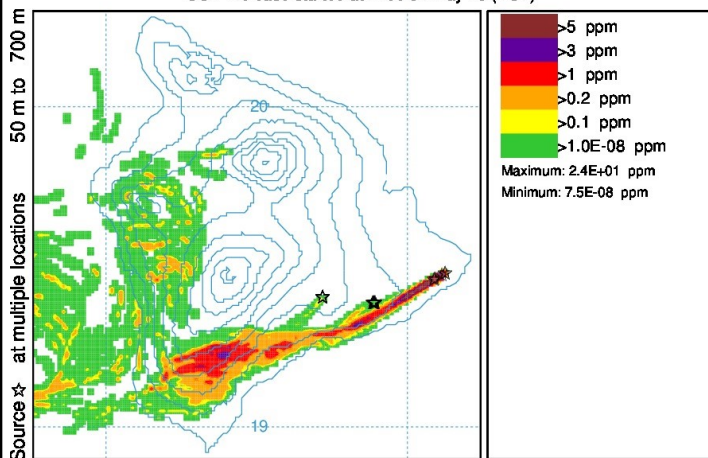 Source ☆ at multiple locations 50 m to 700 m
20
19
>5 ppm
>3 ppm
>1 ppm
>0.2 ppm
>0.1 ppm
>1.0E-08 ppm
Maximum: 2.4E+01 ppm
Minimum: 7.5E-08 ppm